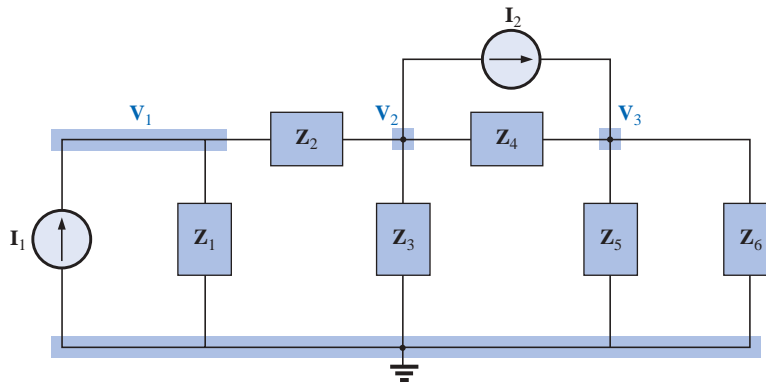 I₂
V₁
V₂
V₃
Z₂
Z₄
I₁
Z₁
Z₃
Z₅
Z₆